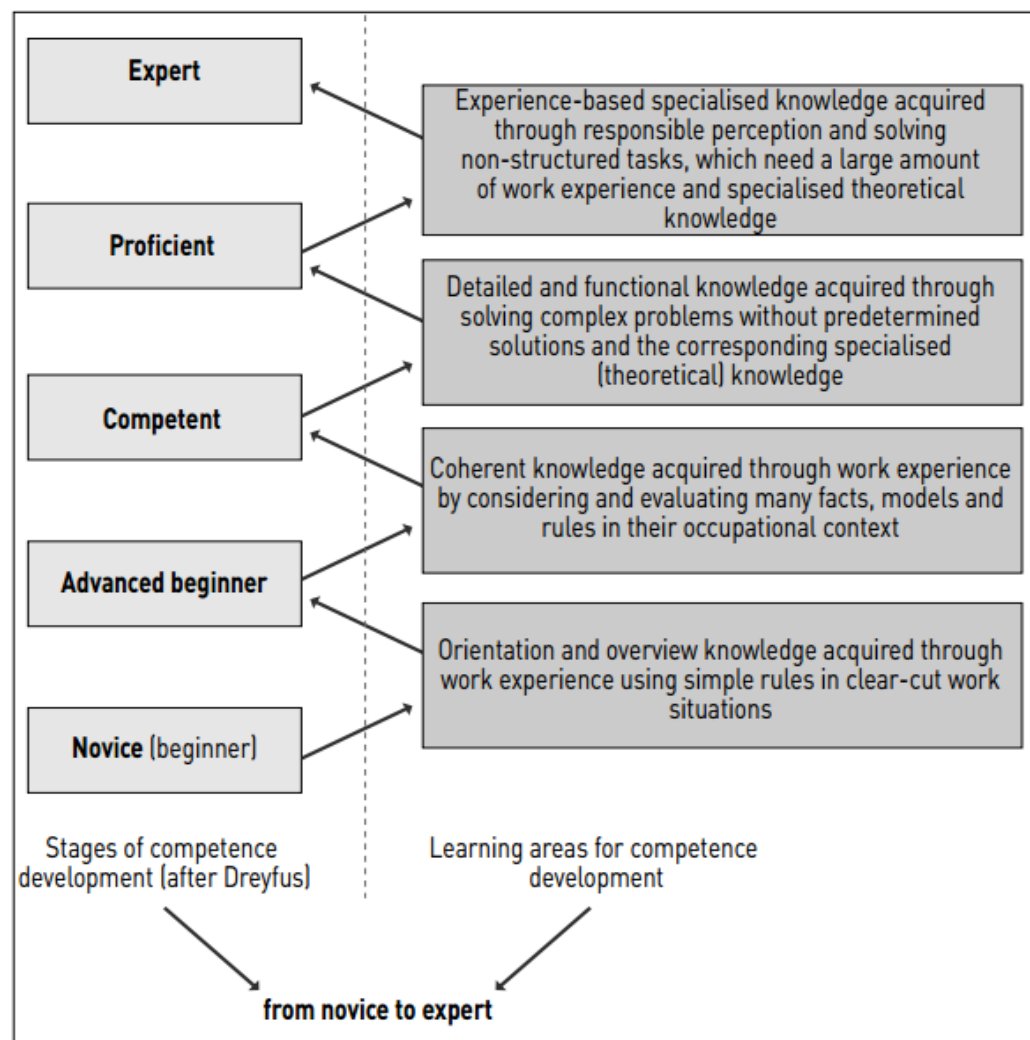 Expert
Experience-based specialised knowledge acquired
through responsible perception and solving
non-structured tasks, which need a large amount
of work experience and specialised theoretical
knowledge
Proficient
Detailed and functional knowledge acquired through
solving complex problems without predetermined
solutions and the corresponding specialised
(theoretical) knowledge
Competent
Coherent knowledge acquired through work experience
by considering and evaluating many facts, models and
rules in their occupational context
Advanced beginner
Orientation and overview knowledge acquired through
work experience using simple rules in clear-cut work
situations
Novice (beginner)
Stages of competence
development (after Dreyfus)
Learning areas for competence
development
from novice to expert